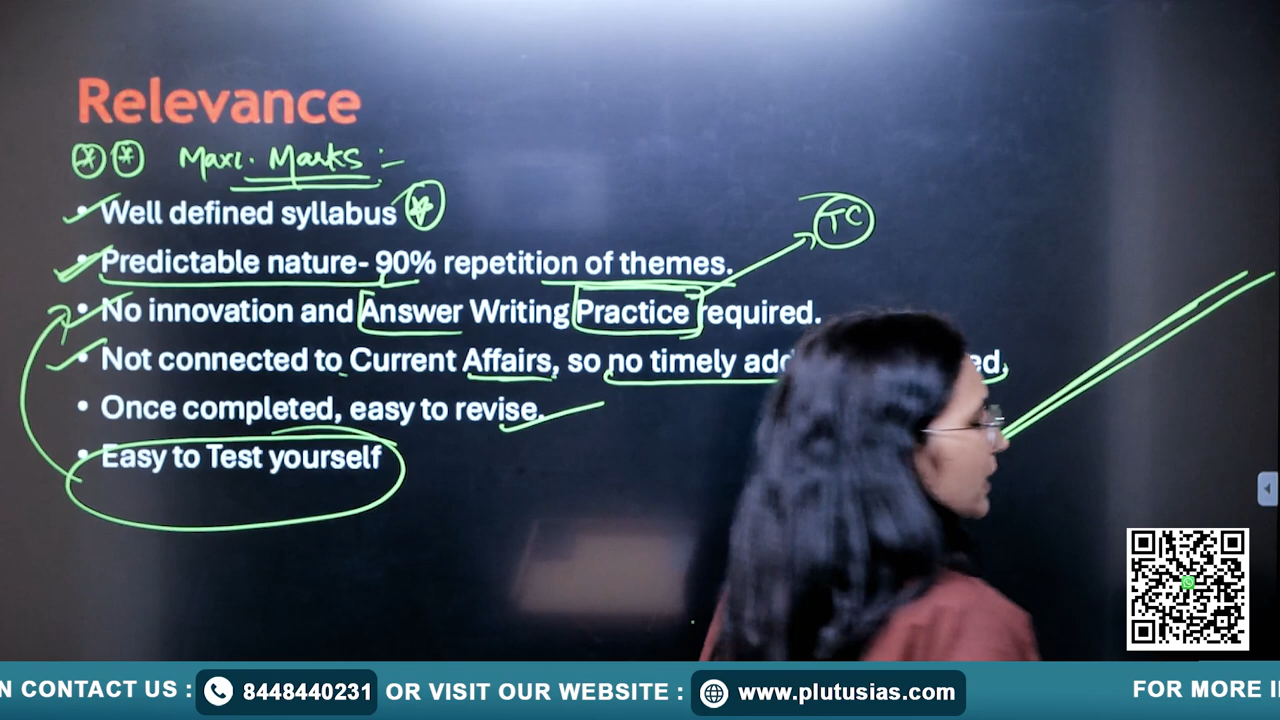 Relevance
Maxi. Marks :-
• Well defined syllabus
TC
• Predictable nature- 90% repetition of themes.
• No innovation and Answer Writing Practice required.
• Not connected to Current Affairs, so no timely
• Once completed, easy to revise.
• Easy to Test yourself
CONTACT US : 8448440231 OR VISIT OUR WEBSITE : www.plutusias.com FOR MORE